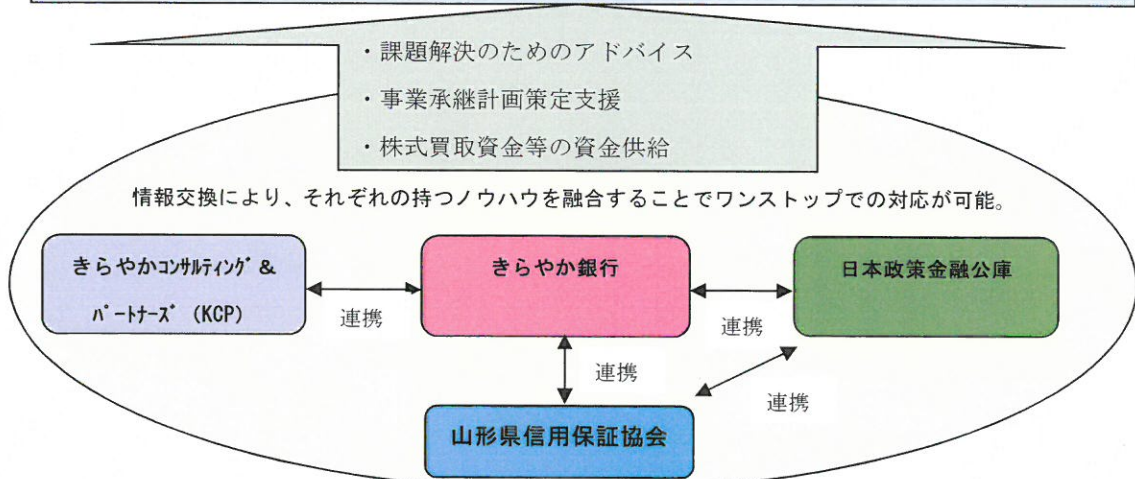 ・課題解決のためのアドバイス
・事業承継計画策定支援
・株式買取資金等の資金供給
情報交換により、それぞれの持つノウハウを融合することでワンストップでの対応が可能。
きらやかｺﾝｻﾙﾃｨﾝｸﾞ &
ﾊﾟｰﾄﾅｰｽﾞ (KCP)
連携
きらやか銀行
連携
日本政策金融公庫
連携
連携
山形県信用保証協会